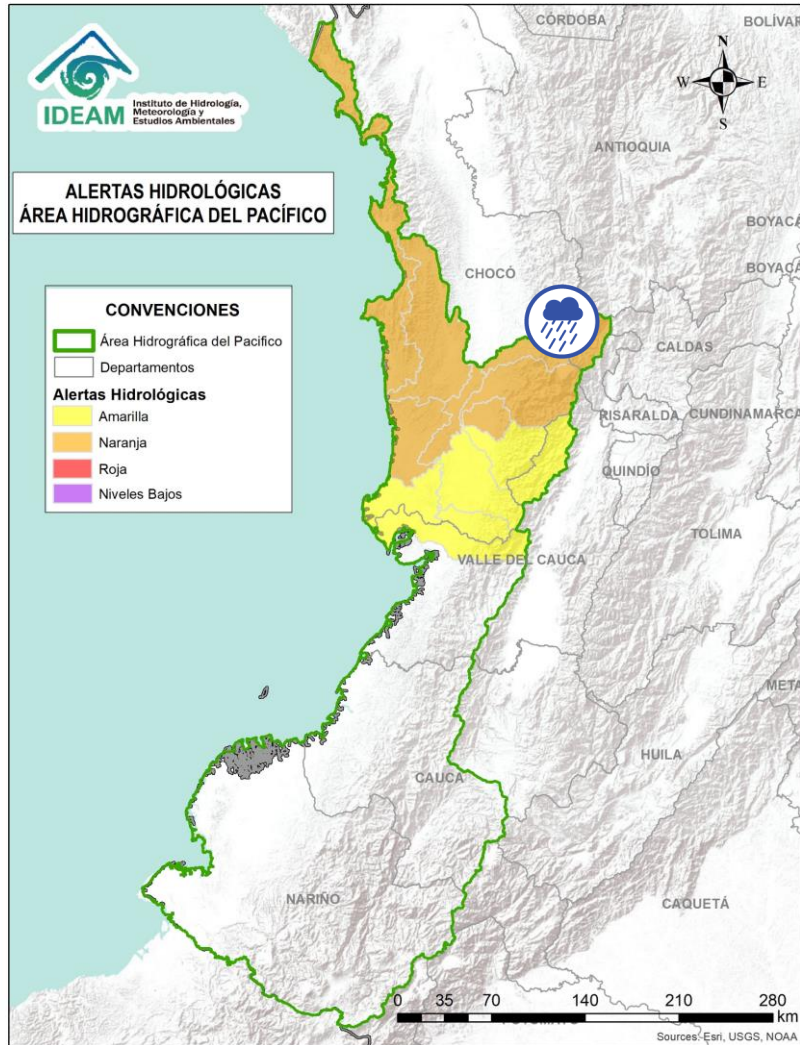 IDEAM
Instituto de Hidrología,
Meteorología y
Estudios Ambientales
CÓRDOBA
BOLÍVAR
N
W
E
S
ANTIOQUIA
ALERTAS HIDROLÓGICAS
ÁREA HIDROGRÁFICA DEL PACÍFICO
BOYACÁ
BOYACÁ
CHOCÓ
CONVENCIONES
Área Hidrográfica del Pacifico
Departamentos
Alertas Hidrológicas
Amarilla
Naranja
Roja
Niveles Bajos
CALDAS
RISARALDA
CUNDINAMARCA
QUINDÍO
TOLIMA
VALLE DEL CAUCA
META
HUILA
CAUCA
NARIÑO
CAQUETÁ
0 35 70 140 210 280
km
Sources: Esri, USGS, NOAA